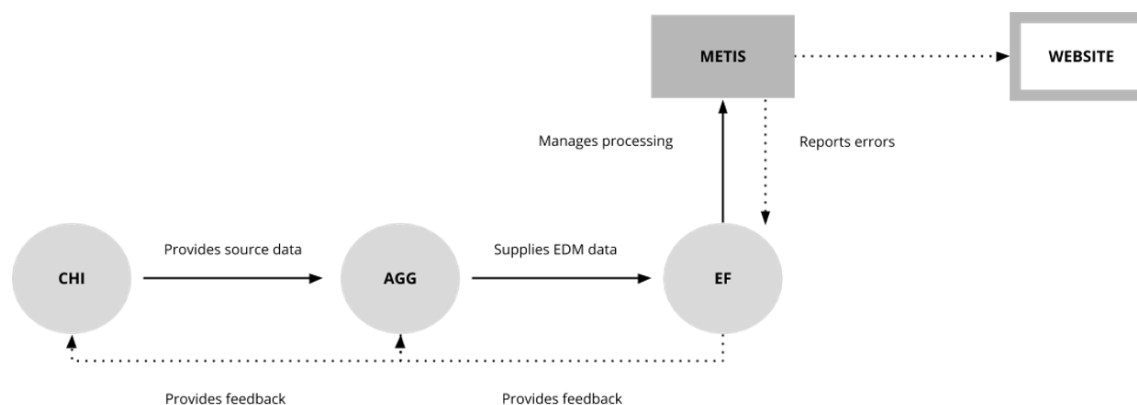 METIS
WEBSITE
Manages processing
Reports errors
Provides source data
Supplies EDM data
CHI
AGG
EF
Provides feedback
Provides feedback